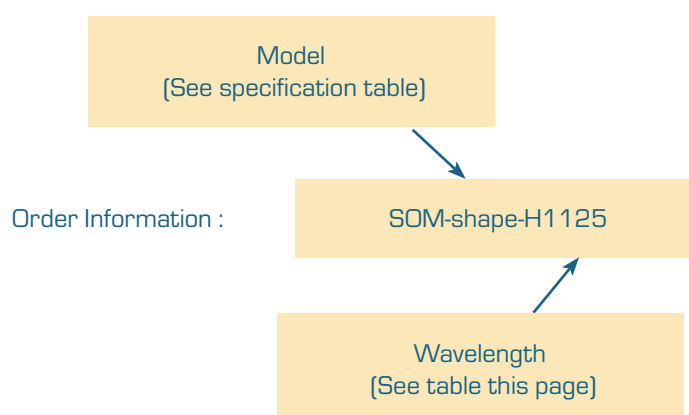 Model
(See specification table)
Order Information :
SOM-shape-H1125
Wavelength
(See table this page)